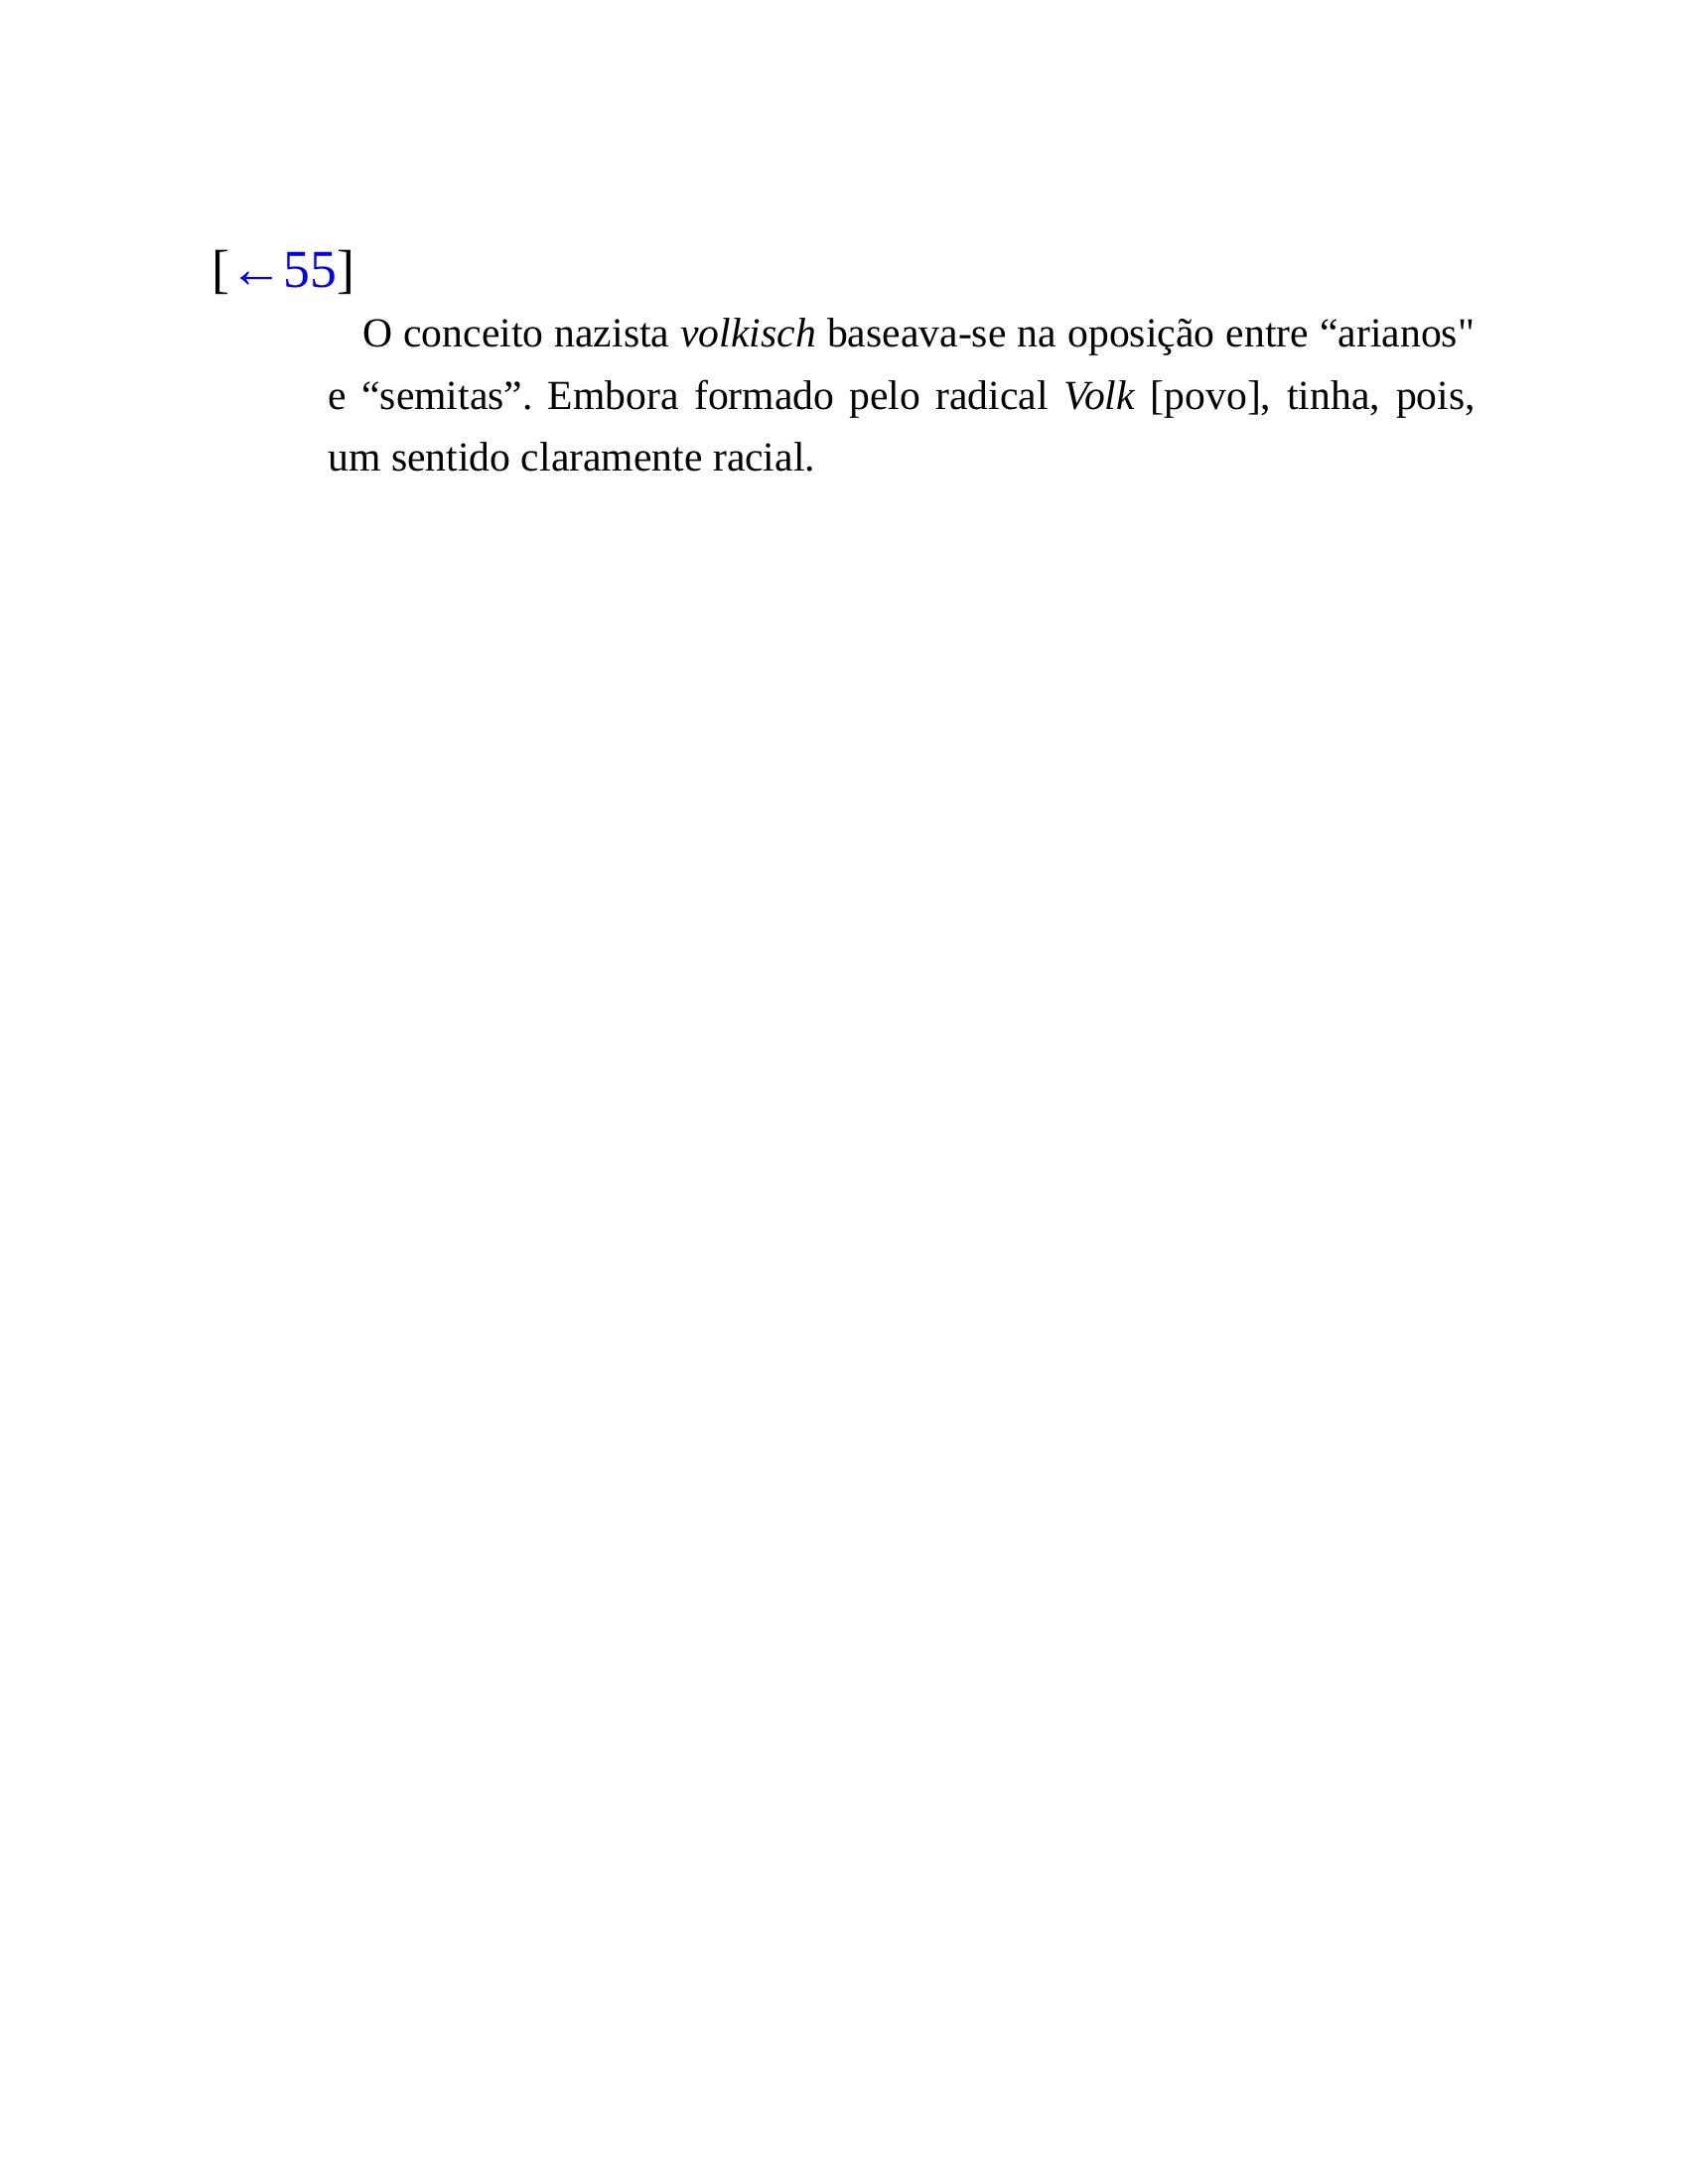 [←55]
O conceito nazista volkisch baseava-se na oposição entre “arianos"
e “semitas”. Embora formado pelo radical Volk [povo], tinha, pois,
um sentido claramente racial.